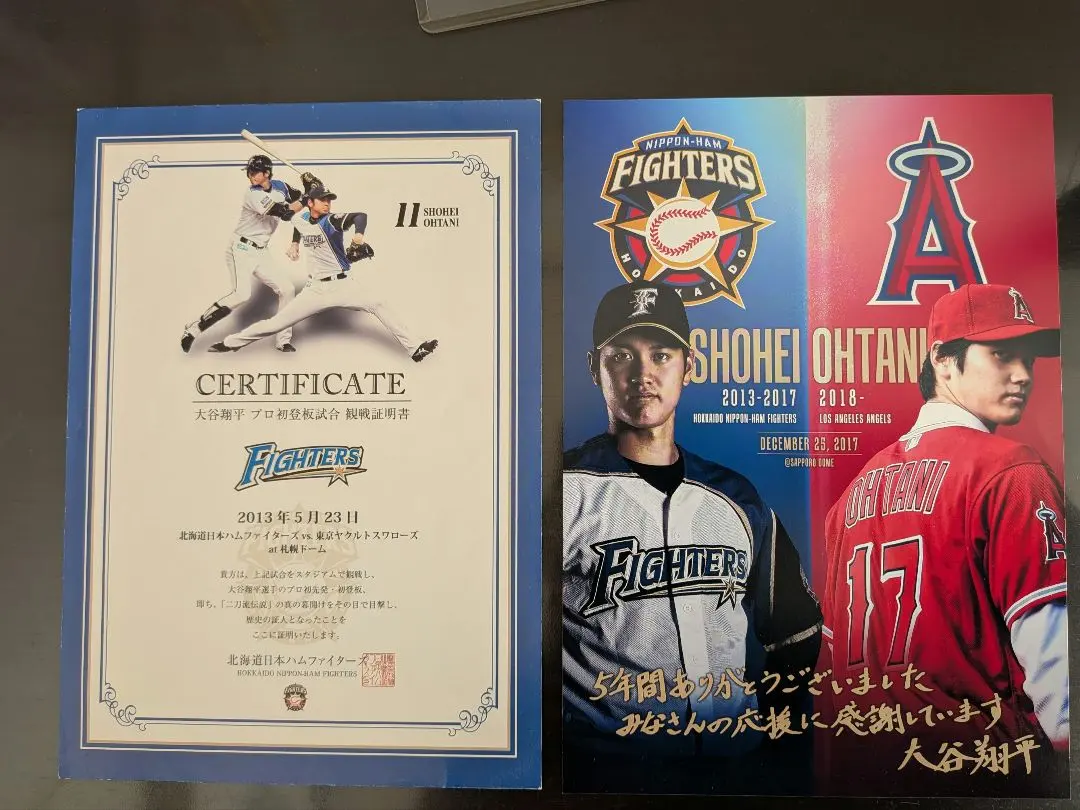 11 SHOHEI
OHTANI
CERTIFICATE
大谷翔平 プロ初登板試合 観戦証明書
FIGHTERS
2013年5月23日
北海道日本ハムファイターズ vs. 東京ヤクルトスワローズ
at 札幌ドーム
貴方は、上記試合をスタジアムで観戦し、
大谷翔平選手のプロ初先発・初登板、
即ち、「二刀流伝説」の真の幕開けをその目で目撃し、
歴史の証人となったことを
ここに証明いたします。
北海道日本ハムファイターズ
HOKKAIDO NIPPON-HAM FIGHTERS
NIPPON-HAM
FIGHTERS
HOKKAIDO
A
F
A
SHOHEI OHTANI
2013-2017 2018-
HOKKAIDO NIPPON-HAM FIGHTERS LOS ANGELES ANGELS
DECEMBER 25, 2017
@SAPPORO DOME
OHTANI
17
A
FIGHTERS
5年間ありがとうございました
みなさんの応援に感謝しています
大谷翔平